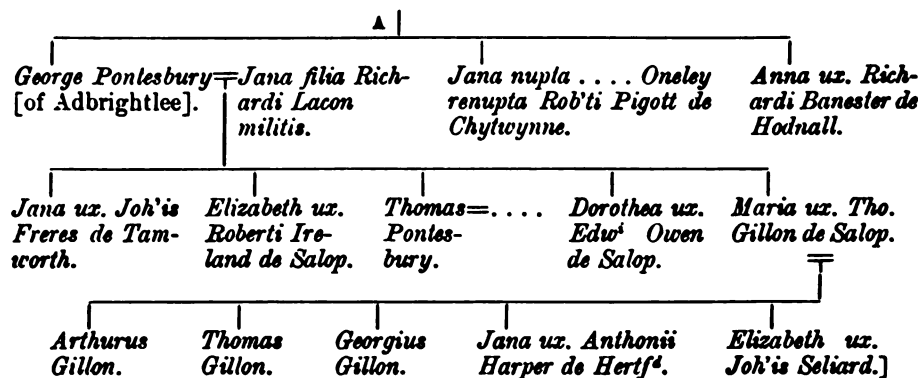 A
George Pontesbury=Jana filia Rich-
[of Adbrightlee]. ardi Lacon
militis.
Jana nupta .... Oneley
renupta Rob'ti Pigott de
Chytwynne.
Anna ux. Rich-
ardi Banester de
Hodnall.
Jana ux. Joh'is
Freres de Tam-
worth.
Elizabeth ux.
Roberti Ire-
land de Salop.
Thomas=....
Pontes-
bury.
Dorothea ux.
Edwⁱ Owen
de Salop.
Maria ux. Tho.
Gillon de Salop.
Arthurus
Gillon.
Thomas
Gillon.
Georgius
Gillon.
Jana ux. Anthonii
Harper de Hertfᵈ.
Elizabeth ux.
Joh'is Seliard.]